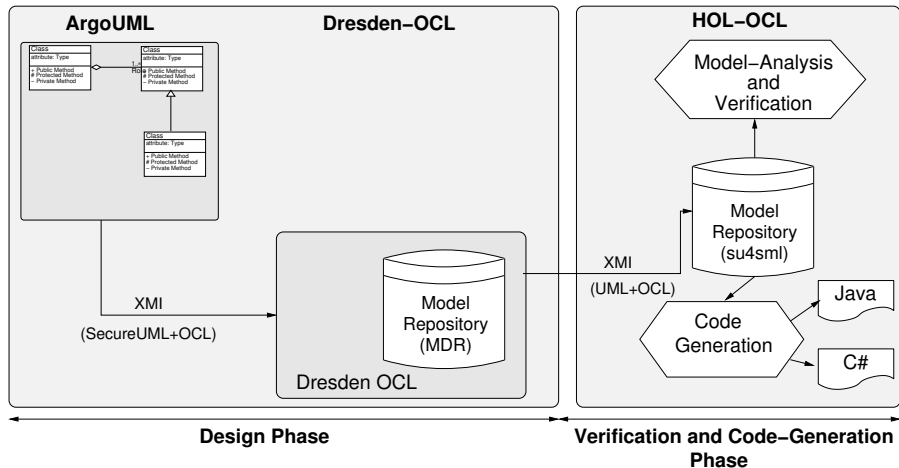 ArgoUML
Dresden–OCL
HOL–OCL
Class
attribute: Type
+ Public Method
# Protected Method
– Private Method
1..*
Role
Class
attribute: Type
+ Public Method
# Protected Method
– Private Method
Class
attribute: Type
+ Public Method
# Protected Method
– Private Method
Model–Analysis
and
Verification
Model
Repository
(su4sml)
XMI
(SecureUML+OCL)
Model
Repository
(MDR)
Dresden OCL
XMI
(UML+OCL)
Code
Generation
Java
C#
Design Phase
Verification and Code–Generation
Phase